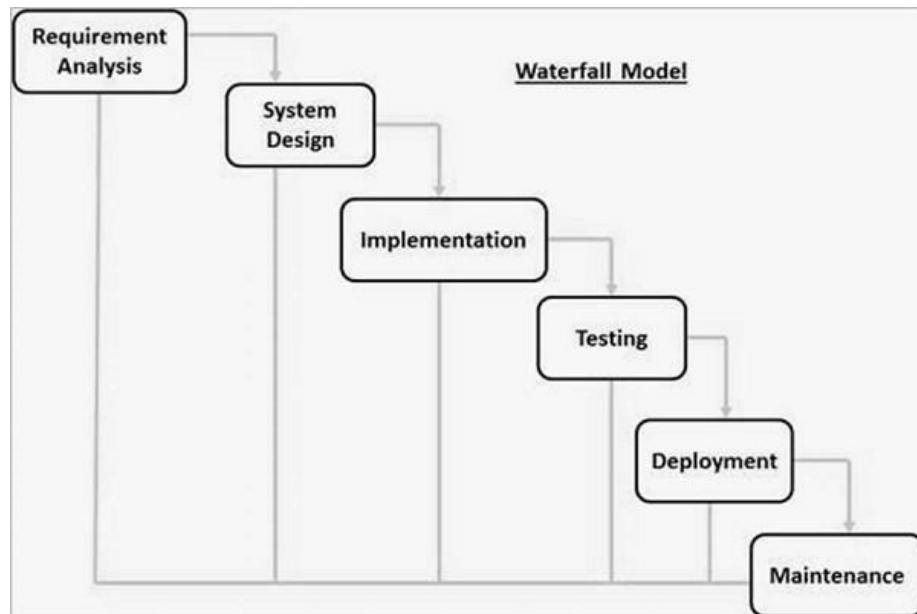 Requirement
Analysis
Waterfall Model
System
Design
Implementation
Testing
Deployment
Maintenance